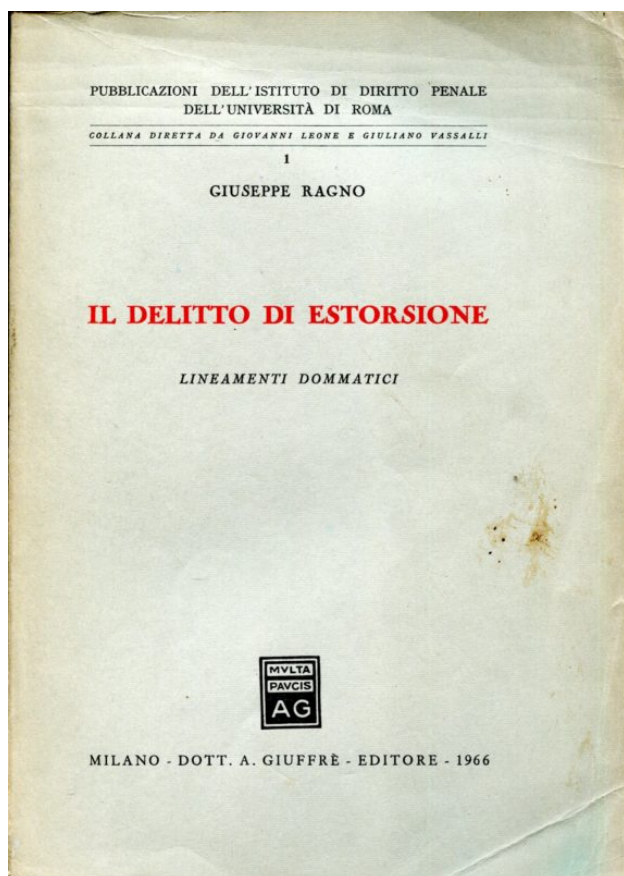 PUBBLICAZIONI DELL'ISTITUTO DI DIRITTO PENALE
DELL'UNIVERSITÀ DI ROMA
COLLANA DIRETTA DA GIOVANNI LEONE E GIULIANO VASSALLI
1
GIUSEPPE RAGNO
IL DELITTO DI ESTORSIONE
LINEAMENTI DOMMATICI
MVLTA
PAVCIS
AG
MILANO - DOTT. A. GIUFFRÈ - EDITORE - 1966